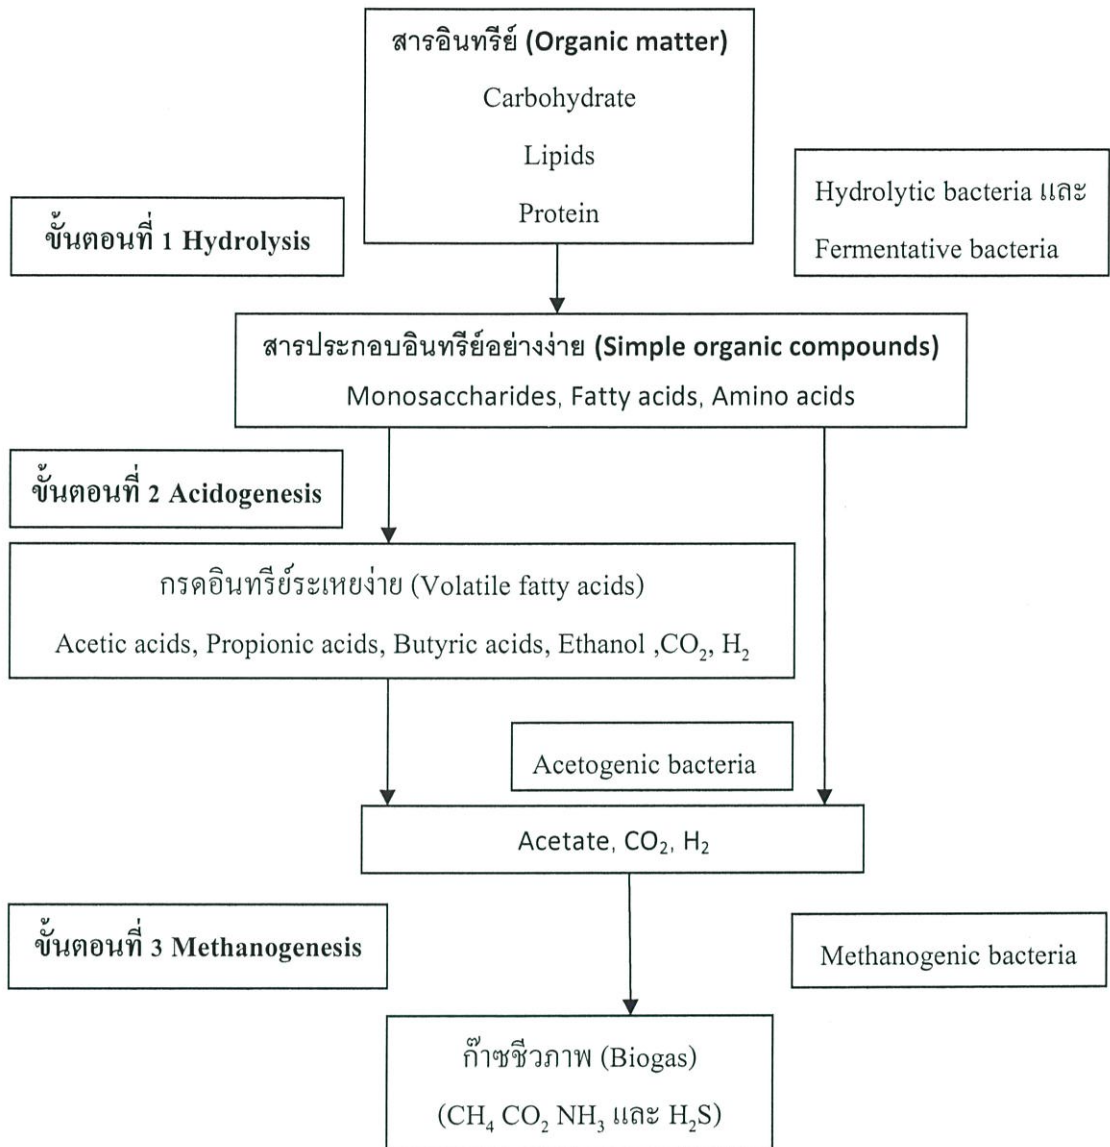 สารอินทรีย์ (Organic matter)
Carbohydrate
Lipids
Protein
Hydrolytic bacteria และ
Fermentative bacteria
ขั้นตอนที่ 1 Hydrolysis
สารประกอบอินทรีย์อย่างง่าย (Simple organic compounds)
Monosaccharides, Fatty acids, Amino acids
ขั้นตอนที่ 2 Acidogenesis
กรดอินทรีย์ระเหยง่าย (Volatile fatty acids)
Acetic acids, Propionic acids, Butyric acids, Ethanol ,CO₂, H₂
Acetogenic bacteria
Acetate, CO₂, H₂
ขั้นตอนที่ 3 Methanogenesis
Methanogenic bacteria
ก๊าซชีวภาพ (Biogas)
(CH₄ CO₂ NH₃ และ H₂S)